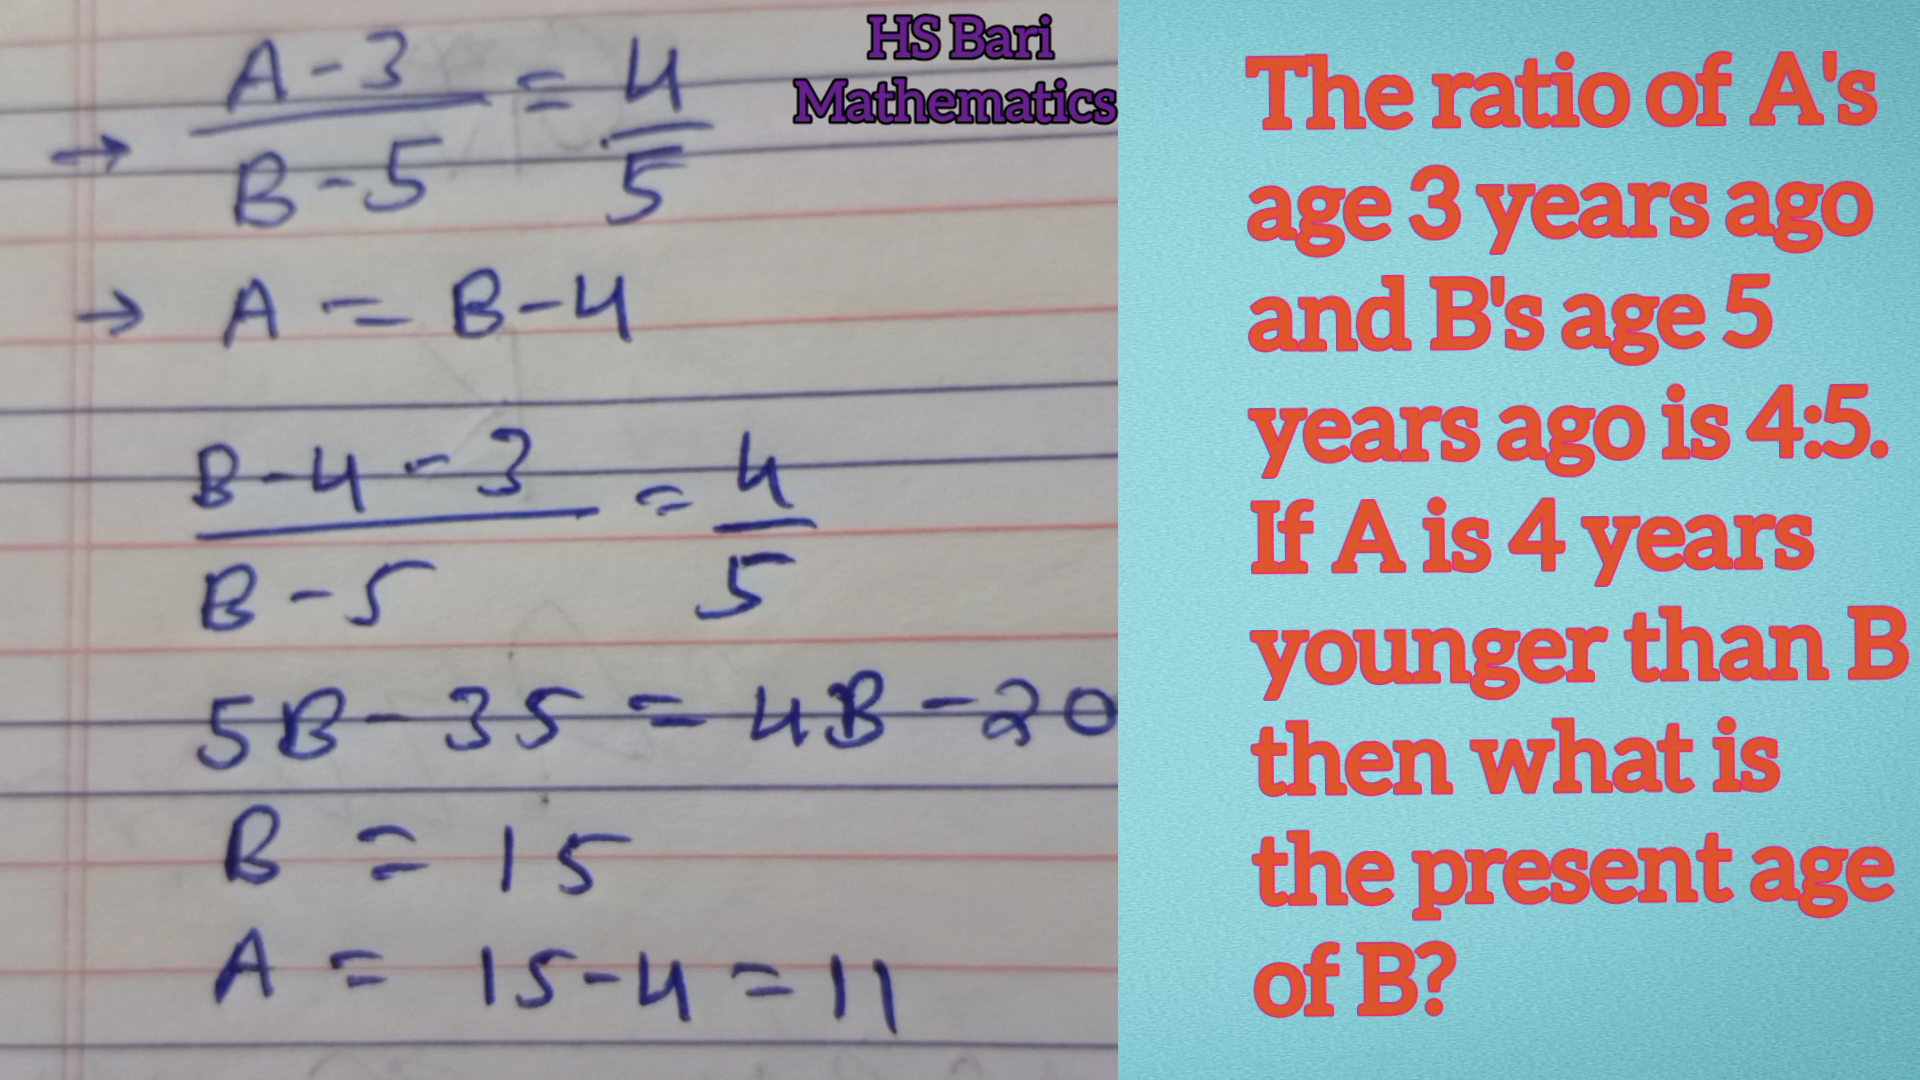 A - 3 / B - 5 = 4 / 5
→ A = B - 4
B - 4 - 3 / B - 5 = 4 / 5
5B - 35 = 4B - 20
B = 15
A = 15 - 4 = 11
HS Bari
Mathematics
The ratio of A's
age 3 years ago
and B's age 5
years ago is 4:5.
If A is 4 years
younger than B
then what is
the present age
of B?